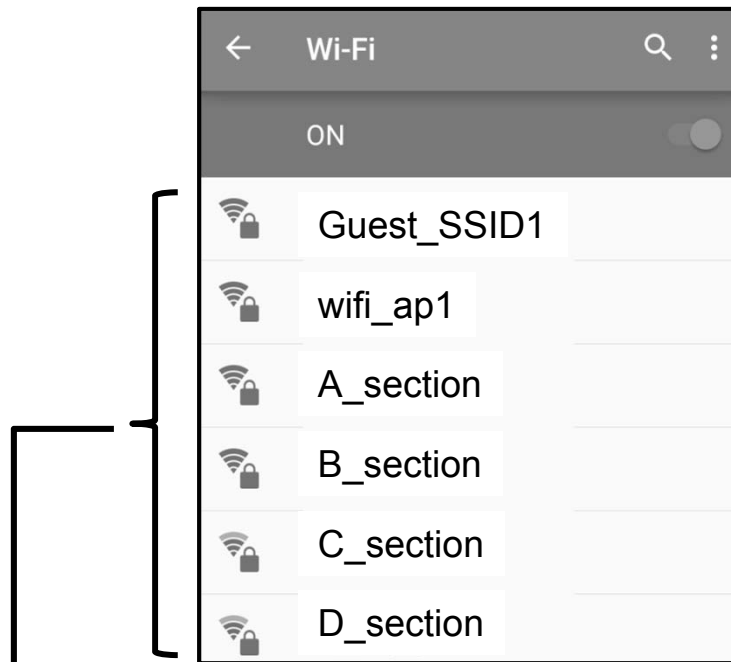 Wi-Fi
ON
Guest_SSID1
wifi_ap1
A_section
B_section
C_section
D_section